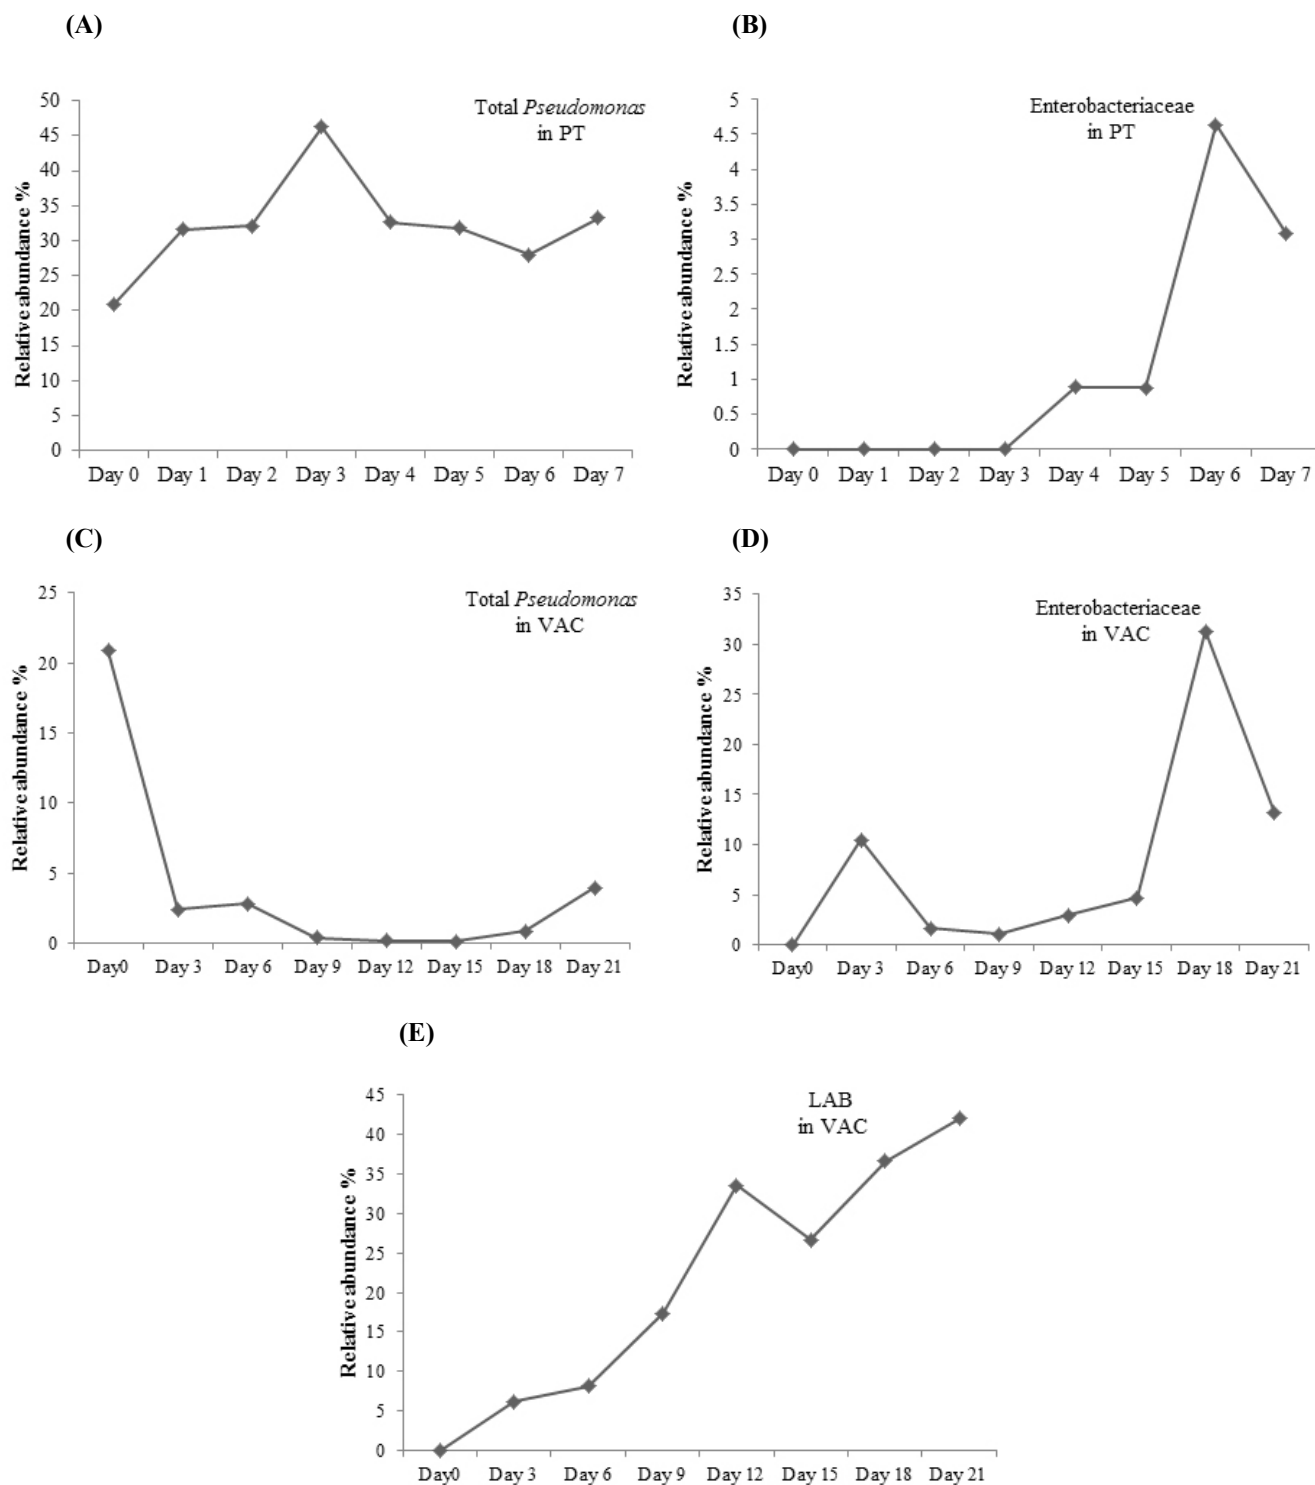 (A)
Total Pseudomonas
in PT
Relative abundance %
50
45
40
35
30
25
20
15
10
5
0
Day 0 Day 1 Day 2 Day 3 Day 4 Day 5 Day 6 Day 7
(B)
Enterobacteriaceae
in PT
Relative abundance %
5
4.5
4
3.5
3
2.5
2
1.5
1
0.5
0
Day 0 Day 1 Day 2 Day 3 Day 4 Day 5 Day 6 Day 7
(C)
Total Pseudomonas
in VAC
Relative abundance %
25
20
15
10
5
0
Day0 Day 3 Day 6 Day 9 Day 12 Day 15 Day 18 Day 21
(D)
Enterobacteriaceae
in VAC
Relative abundance %
35
30
25
20
15
10
5
0
Day0 Day 3 Day 6 Day 9 Day 12 Day 15 Day 18 Day 21
(E)
LAB
in VAC
Relative abundance %
45
40
35
30
25
20
15
10
5
0
Day0 Day 3 Day 6 Day 9 Day 12 Day 15 Day 18 Day 21